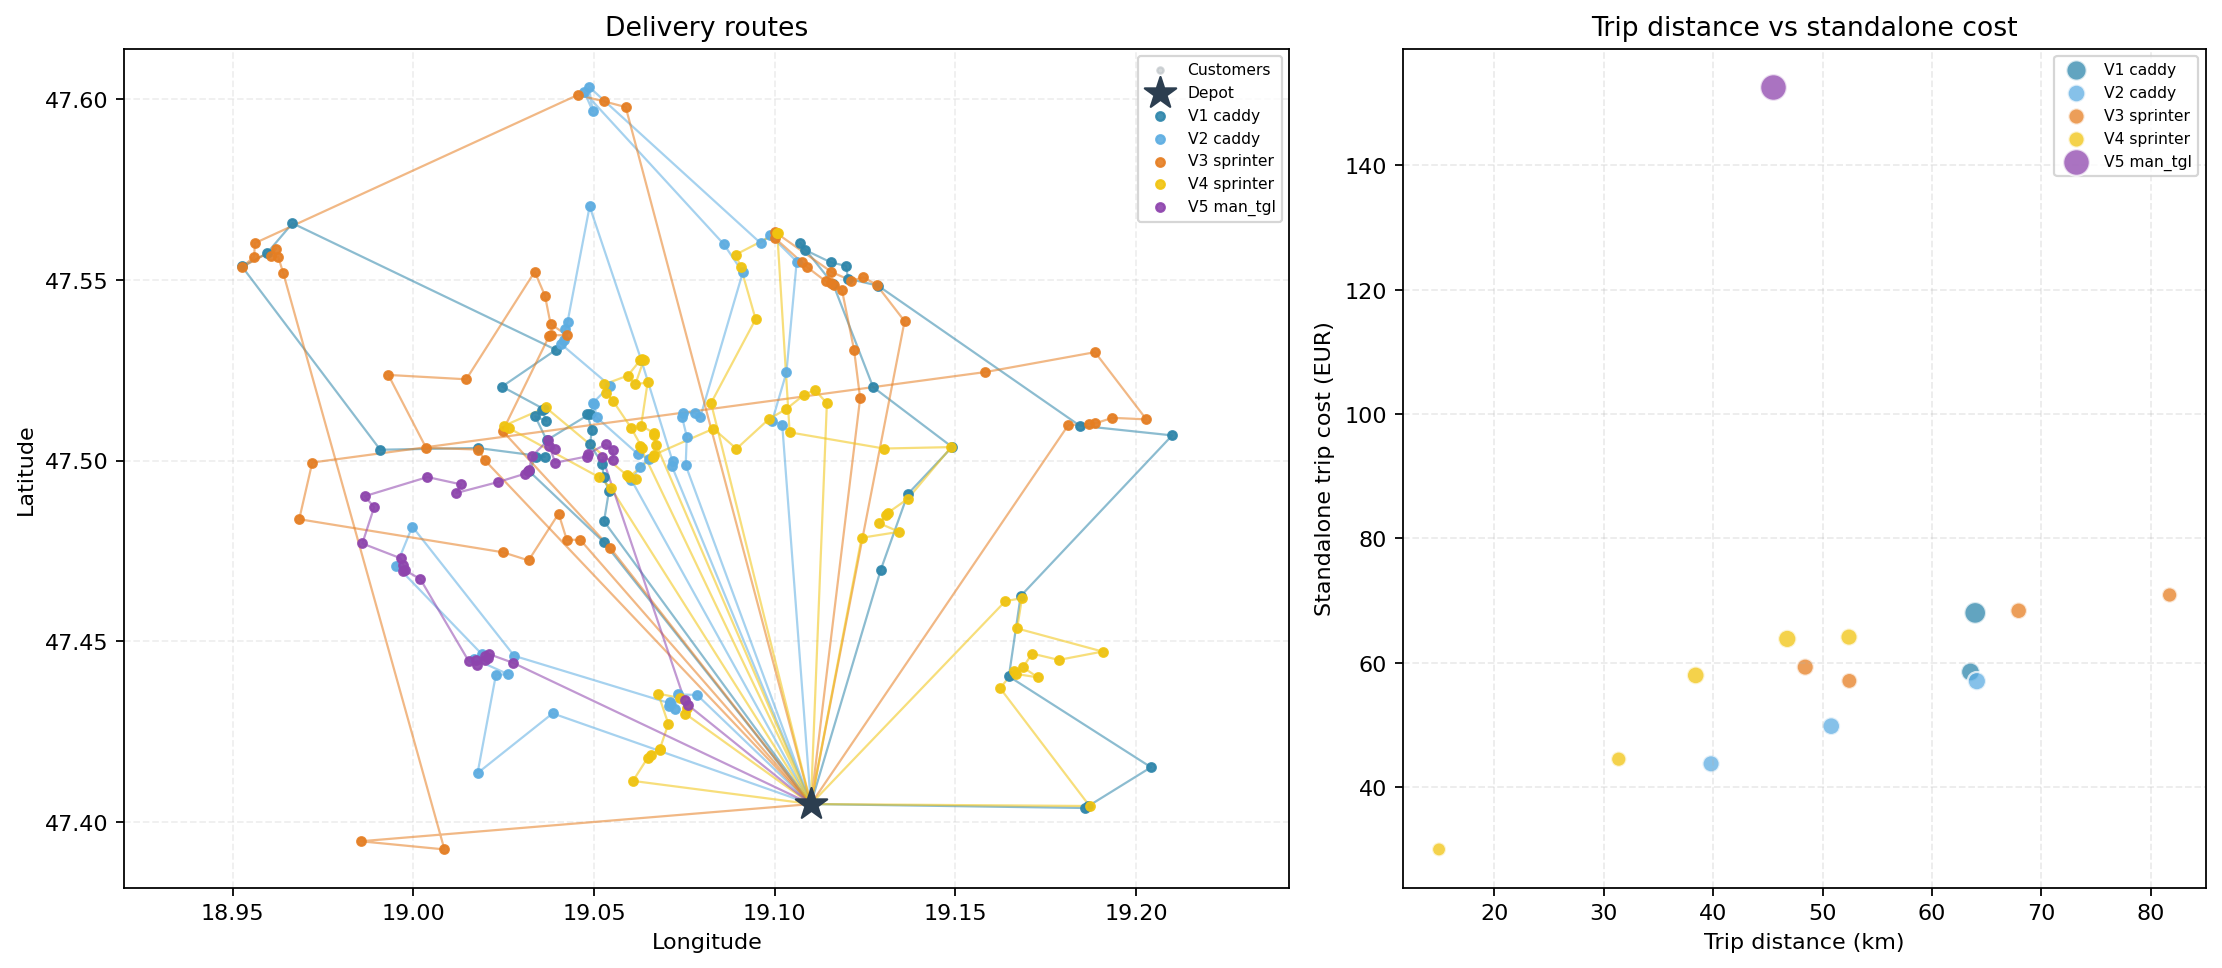 Delivery routes
Customers
Depot
V1 caddy
V2 caddy
V3 sprinter
V4 sprinter
V5 man_tgl
47.60
47.55
47.50
47.45
47.40
Latitude
18.95
19.00
19.05
19.10
19.15
19.20
Longitude
Trip distance vs standalone cost
V1 caddy
V2 caddy
V3 sprinter
V4 sprinter
V5 man_tgl
140
120
100
80
60
40
Standalone trip cost (EUR)
20
30
40
50
60
70
80
Trip distance (km)